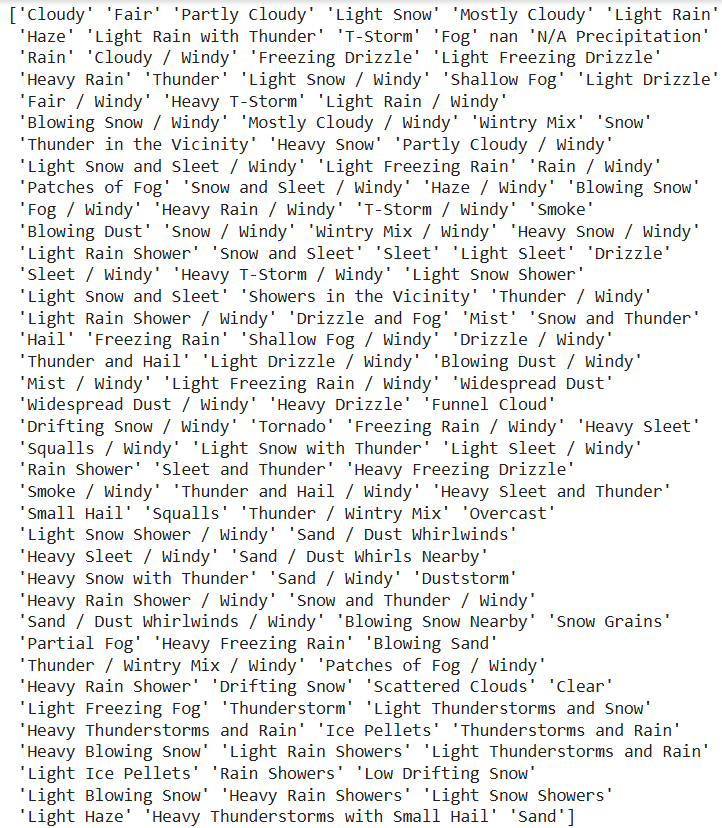 ['Cloudy' 'Fair' 'Partly Cloudy' 'Light Snow' 'Mostly Cloudy' 'Light Rain'
'Haze' 'Light Rain with Thunder' 'T-Storm' 'Fog' nan 'N/A Precipitation'
'Rain' 'Cloudy / Windy' 'Freezing Drizzle' 'Light Freezing Drizzle'
'Heavy Rain' 'Thunder' 'Light Snow / Windy' 'Shallow Fog' 'Light Drizzle'
'Fair / Windy' 'Heavy T-Storm' 'Light Rain / Windy'
'Blowing Snow / Windy' 'Mostly Cloudy / Windy' 'Wintry Mix' 'Snow'
'Thunder in the Vicinity' 'Heavy Snow' 'Partly Cloudy / Windy'
'Light Snow and Sleet / Windy' 'Light Freezing Rain' 'Rain / Windy'
'Patches of Fog' 'Snow and Sleet / Windy' 'Haze / Windy' 'Blowing Snow'
'Fog / Windy' 'Heavy Rain / Windy' 'T-Storm / Windy' 'Smoke'
'Blowing Dust' 'Snow / Windy' 'Wintry Mix / Windy' 'Heavy Snow / Windy'
'Light Rain Shower' 'Snow and Sleet' 'Sleet' 'Light Sleet' 'Drizzle'
'Sleet / Windy' 'Heavy T-Storm / Windy' 'Light Snow Shower'
'Light Snow and Sleet' 'Showers in the Vicinity' 'Thunder / Windy'
'Light Rain Shower / Windy' 'Drizzle and Fog' 'Mist' 'Snow and Thunder'
'Hail' 'Freezing Rain' 'Shallow Fog / Windy' 'Drizzle / Windy'
'Thunder and Hail' 'Light Drizzle / Windy' 'Blowing Dust / Windy'
'Mist / Windy' 'Light Freezing Rain / Windy' 'Widespread Dust'
'Widespread Dust / Windy' 'Heavy Drizzle' 'Funnel Cloud'
'Drifting Snow / Windy' 'Tornado' 'Freezing Rain / Windy' 'Heavy Sleet'
'Squalls / Windy' 'Light Snow with Thunder' 'Light Sleet / Windy'
'Rain Shower' 'Sleet and Thunder' 'Heavy Freezing Drizzle'
'Smoke / Windy' 'Thunder and Hail / Windy' 'Heavy Sleet and Thunder'
'Small Hail' 'Squalls' 'Thunder / Wintry Mix' 'Overcast'
'Light Snow Shower / Windy' 'Sand / Dust Whirlwinds'
'Heavy Sleet / Windy' 'Sand / Dust Whirls Nearby'
'Heavy Snow with Thunder' 'Sand / Windy' 'Duststorm'
'Heavy Rain Shower / Windy' 'Snow and Thunder / Windy'
'Sand / Dust Whirlwinds / Windy' 'Blowing Snow Nearby' 'Snow Grains'
'Partial Fog' 'Heavy Freezing Rain' 'Blowing Sand'
'Thunder / Wintry Mix / Windy' 'Patches of Fog / Windy'
'Heavy Rain Shower' 'Drifting Snow' 'Scattered Clouds' 'Clear'
'Light Freezing Fog' 'Thunderstorm' 'Light Thunderstorms and Snow'
'Heavy Thunderstorms and Rain' 'Ice Pellets' 'Thunderstorms and Rain'
'Heavy Blowing Snow' 'Light Rain Showers' 'Light Thunderstorms and Rain'
'Light Ice Pellets' 'Rain Showers' 'Low Drifting Snow'
'Light Blowing Snow' 'Heavy Rain Showers' 'Light Snow Showers'
'Light Haze' 'Heavy Thunderstorms with Small Hail' 'Sand']